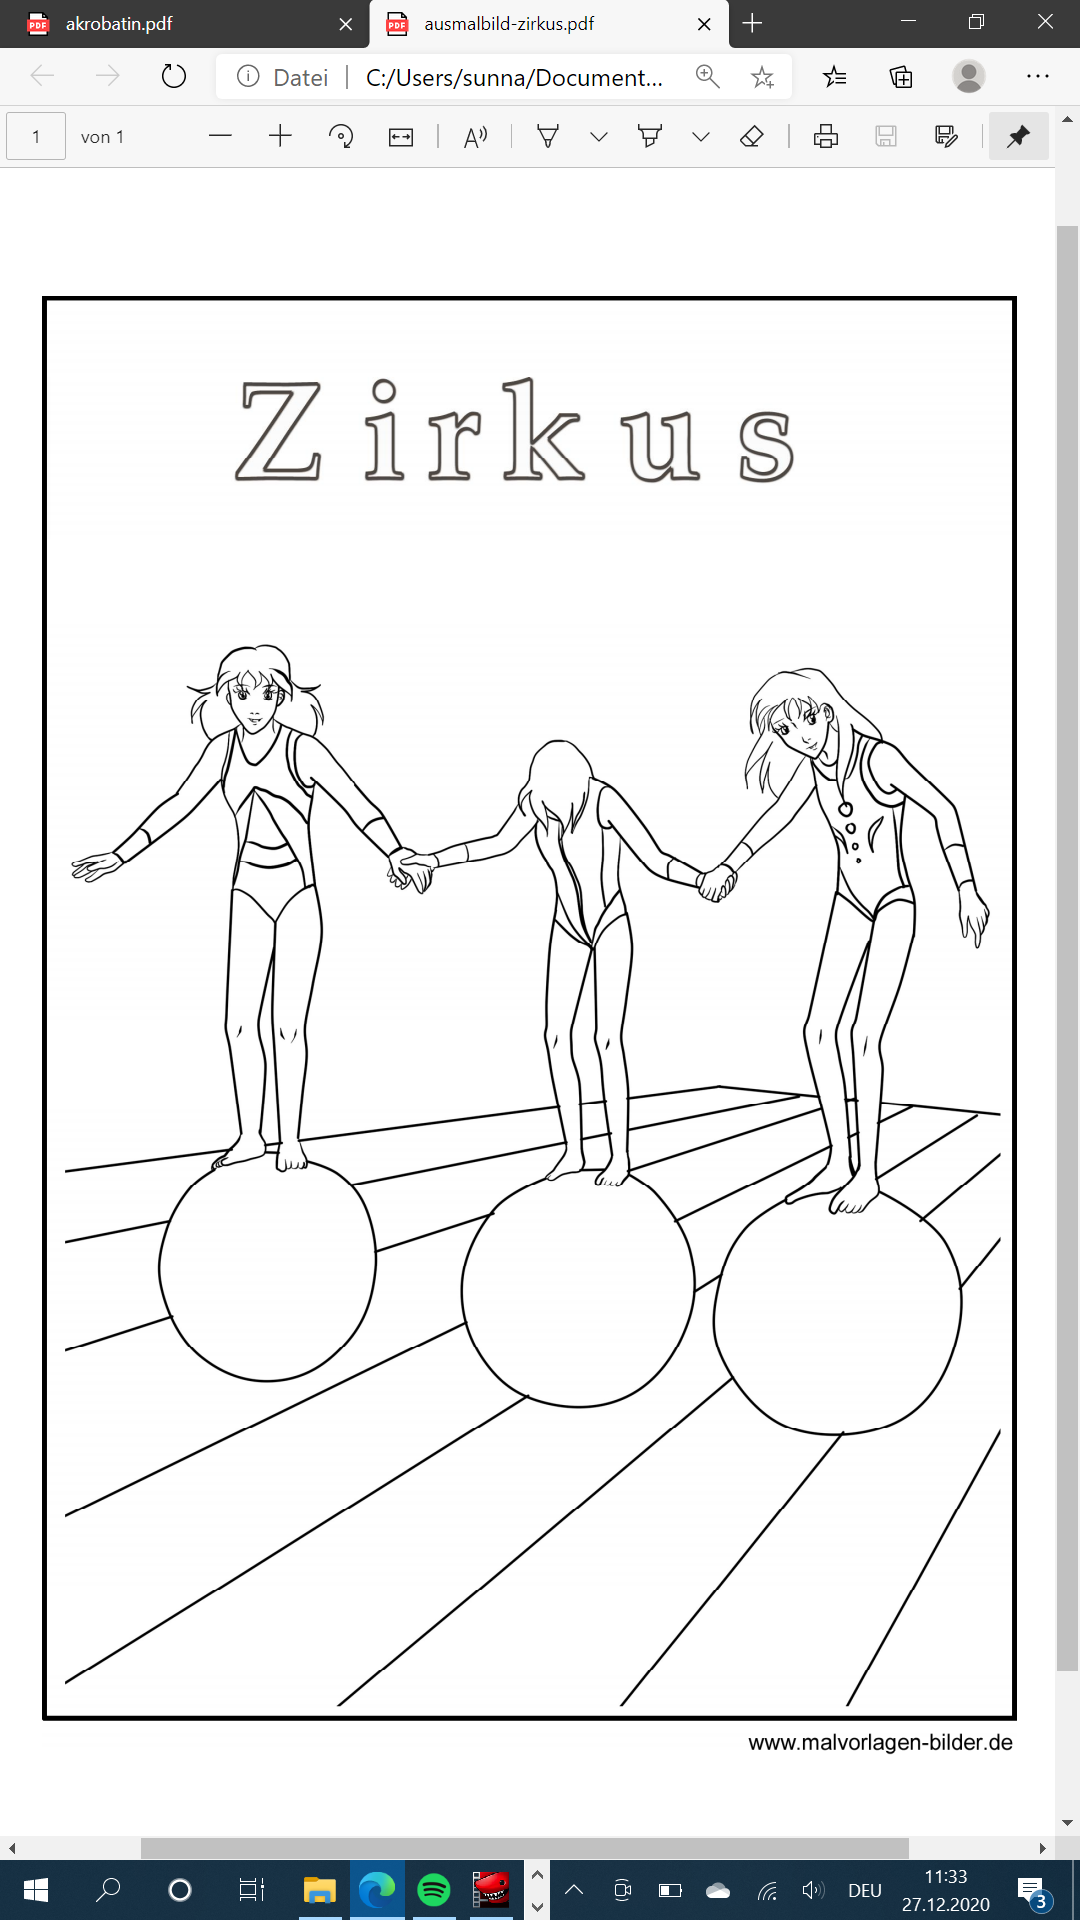 akrobatin.pdf
ausmalbild-zirkus.pdf
Datei
C:/Users/sunna/Document...
1
von 1
Zirkus
www.malvorlagen-bilder.de
DEU
11:33
27.12.2020
3